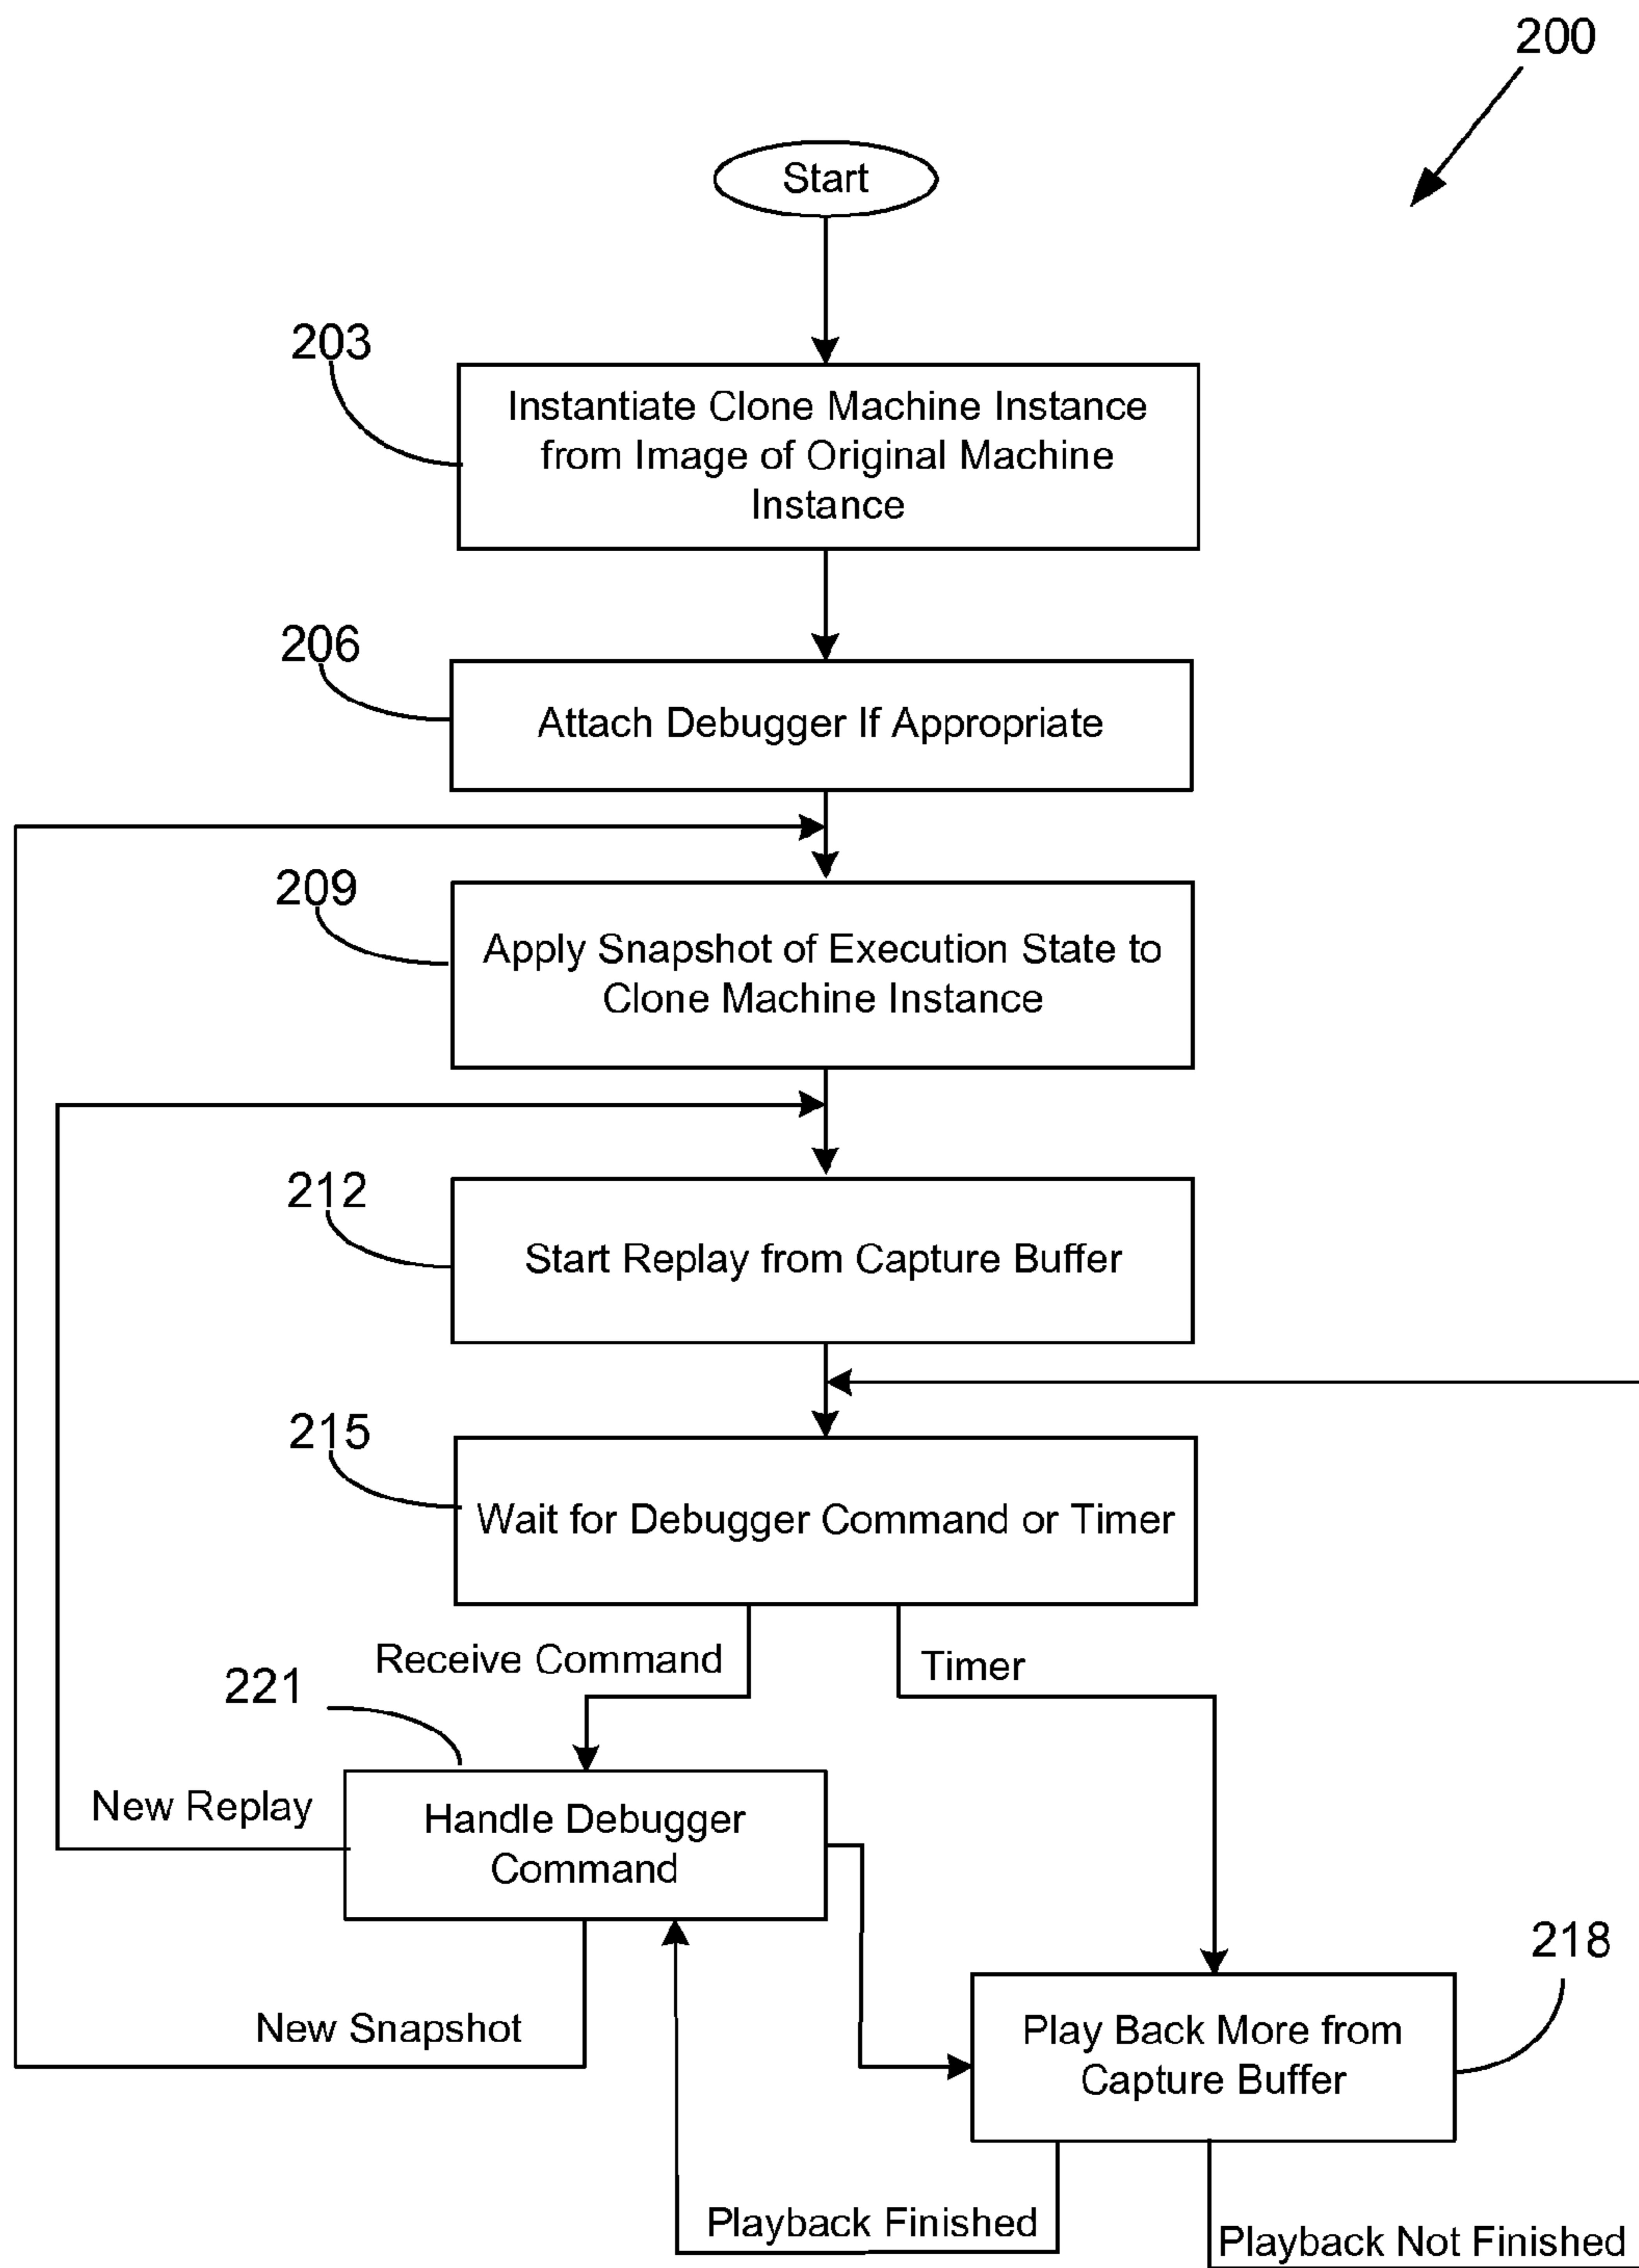 200
Start
203
Instantiate Clone Machine Instance
from Image of Original Machine
Instance
206
Attach Debugger If Appropriate
209
Apply Snapshot of Execution State to
Clone Machine Instance
212
Start Replay from Capture Buffer
215
Wait for Debugger Command or Timer
Receive Command
Timer
221
New Replay
Handle Debugger
Command
218
New Snapshot
Play Back More from
Capture Buffer
Playback Finished
Playback Not Finished